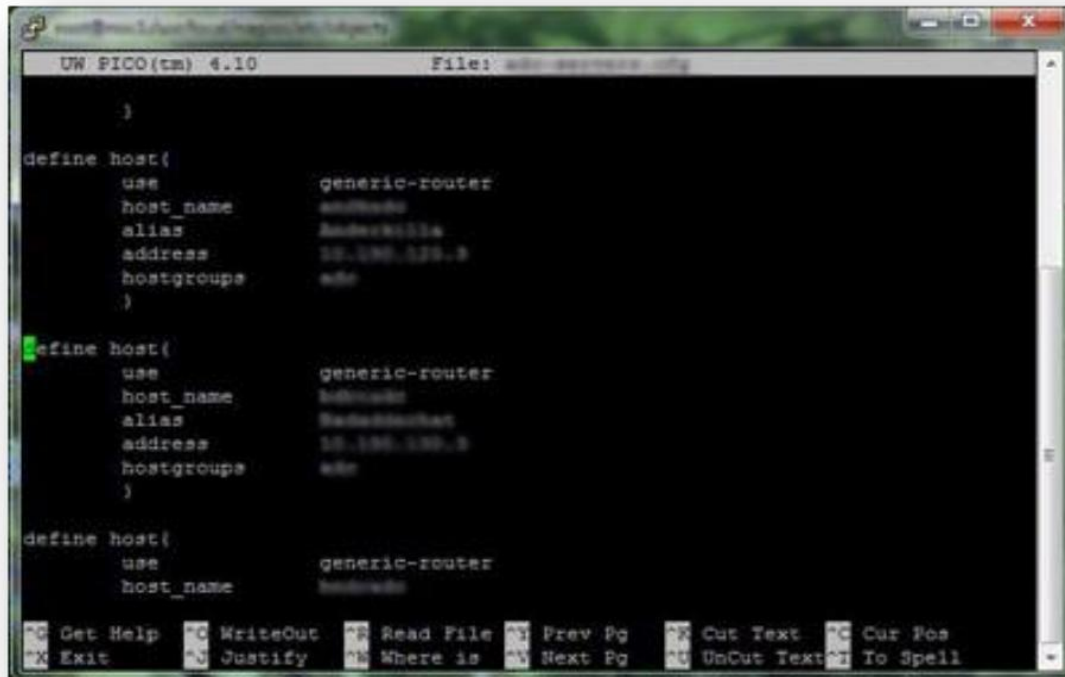 UW PICO(tm) 4.10 File:
}
define host{
use generic-router
host_name
alias
address
hostgroups
}
define host{
use generic-router
host_name
alias
address
hostgroups
}
define host{
use generic-router
host_name
^G Get Help ^O WriteOut ^R Read File ^Y Prev Pg ^K Cut Text ^C Cur Pos
^X Exit ^J Justify ^W Where is ^V Next Pg ^U UnCut Text ^T To Spell